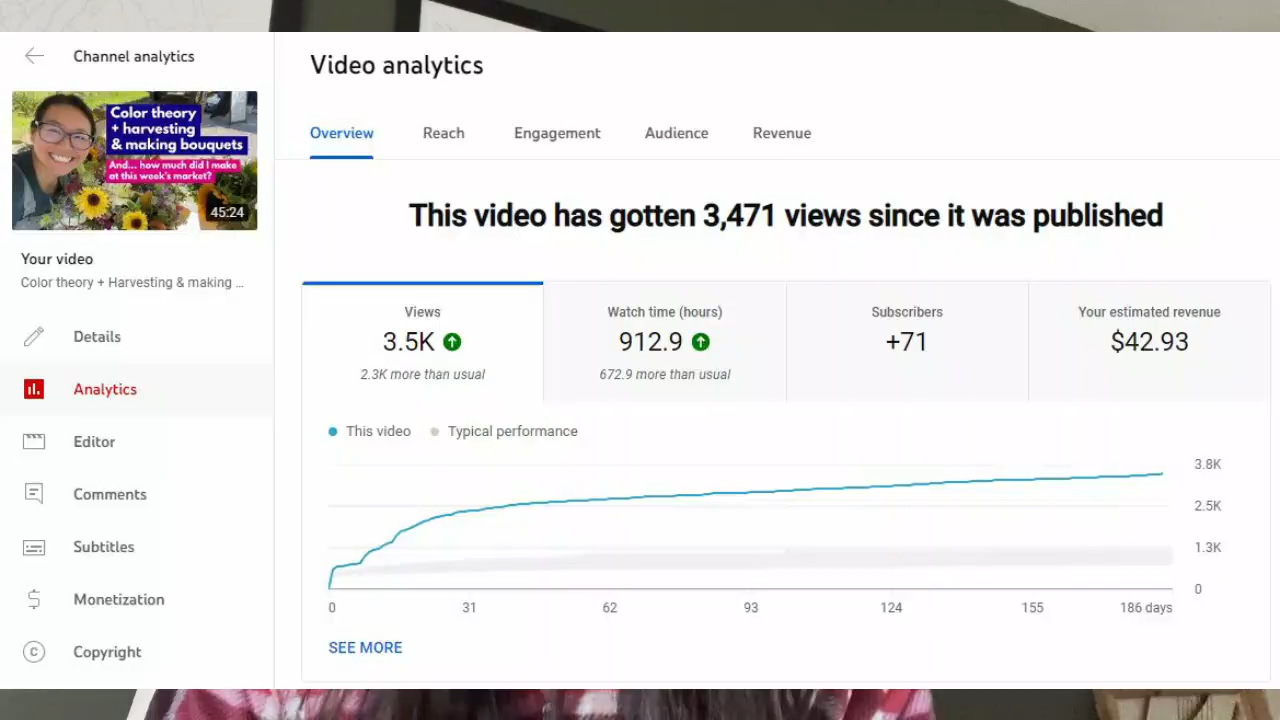 Channel analytics
Color theory
+ harvesting
& making bouquets
And... how much did I make
at this week's market?
45:24
Your video
Color theory + Harvesting & making ...
Details
Analytics
Editor
Comments
Subtitles
Monetization
Copyright
Video analytics
Overview Reach Engagement Audience Revenue
This video has gotten 3,471 views since it was published
Views
3.5K
2.3K more than usual
Watch time (hours)
912.9
672.9 more than usual
Subscribers
+71
Your estimated revenue
$42.93
This video Typical performance
3.8K
2.5K
1.3K
0
0 31 62 93 124 155 186 days
SEE MORE